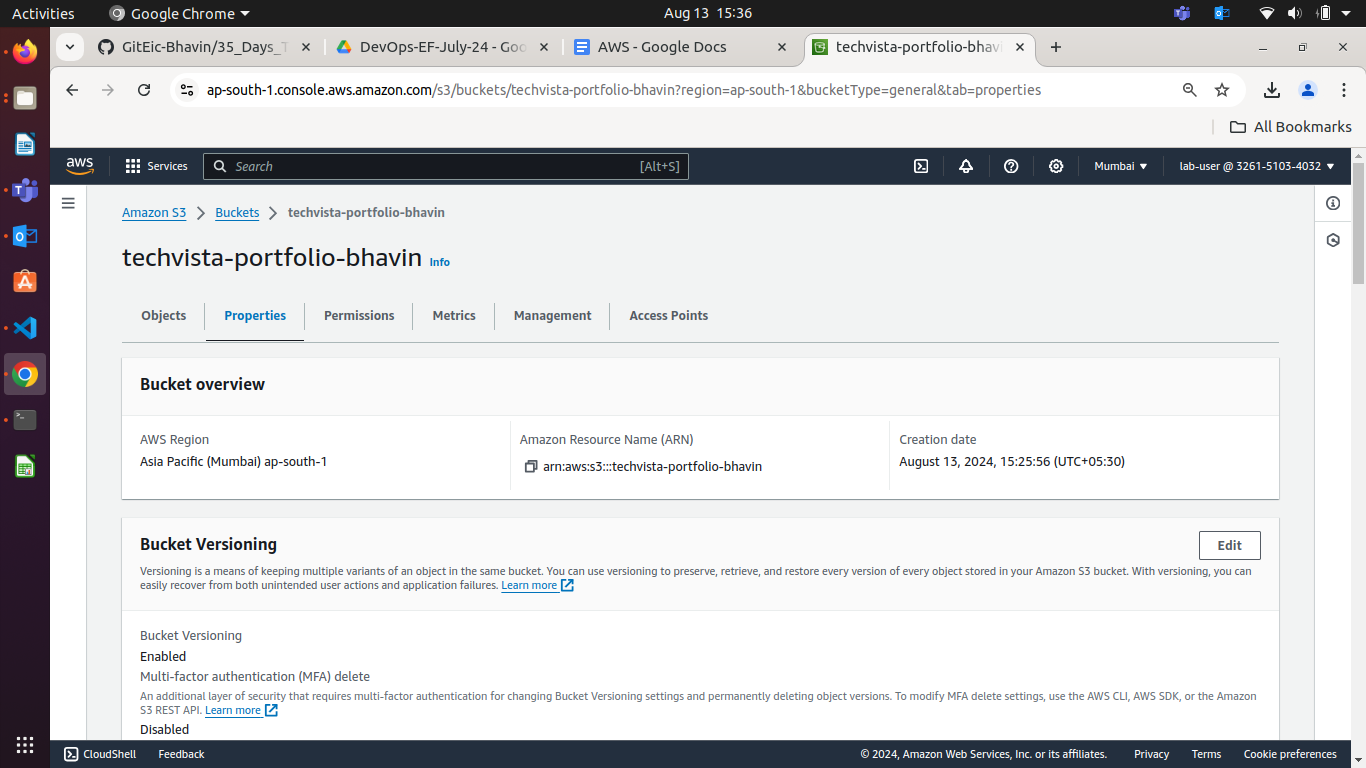 Activities
Google Chrome
Aug 13 15:36
GitEic-Bhavin/35_Days_T
DevOps-EF-July-24 - Goo
AWS - Google Docs
techvista-portfolio-bhavin
ap-south-1.console.aws.amazon.com/s3/buckets/techvista-portfolio-bhavin?region=ap-south-1&bucketType=general&tab=properties
All Bookmarks
aws
Services
Search
[Alt+S]
Mumbai
lab-user @ 3261-5103-4032
Amazon S3
Buckets
techvista-portfolio-bhavin
techvista-portfolio-bhavin Info
Objects
Properties
Permissions
Metrics
Management
Access Points
Bucket overview
AWS Region
Asia Pacific (Mumbai) ap-south-1
Amazon Resource Name (ARN)
arn:aws:s3:::techvista-portfolio-bhavin
Creation date
August 13, 2024, 15:25:56 (UTC+05:30)
Bucket Versioning
Edit
Versioning is a means of keeping multiple variants of an object in the same bucket. You can use versioning to preserve, retrieve, and restore every version of every object stored in your Amazon S3 bucket. With versioning, you can
easily recover from both unintended user actions and application failures. Learn more
Bucket Versioning
Enabled
Multi-factor authentication (MFA) delete
An additional layer of security that requires multi-factor authentication for changing Bucket Versioning settings and permanently deleting object versions. To modify MFA delete settings, use the AWS CLI, AWS SDK, or the Amazon
S3 REST API. Learn more
Disabled
CloudShell
Feedback
© 2024, Amazon Web Services, Inc. or its affiliates.
Privacy
Terms
Cookie preferences